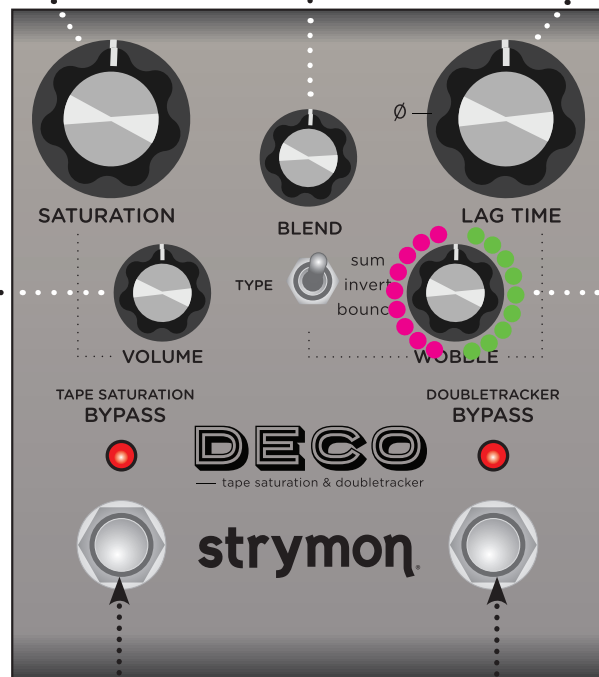 Ø
SATURATION
LAG TIME
BLEND
TYPE
sum
invert
bounc
VOLUME
WOBBLE
TAPE SATURATION
BYPASS
DOUBLETRACKER
BYPASS
DECO
tape saturation & doubletracker
strymon®